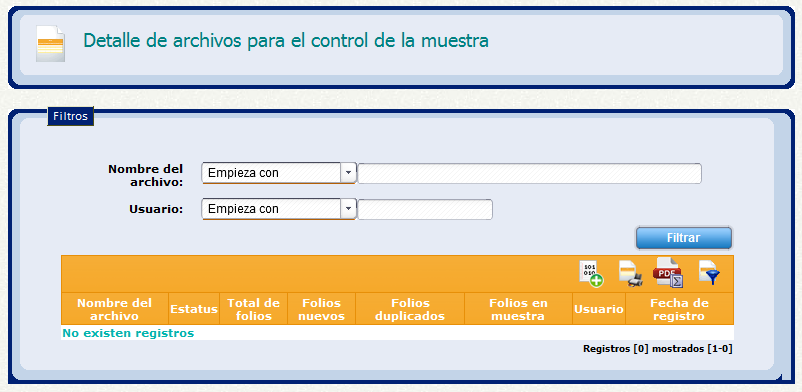 Detalle de archivos para el control de la muestra
Filtros
Nombre del
archivo:
Empieza con
Usuario:
Empieza con
Filtrar
101
010
PDF
Nombre del
archivo
Estatus
Total de
folios
Folios
nuevos
Folios
duplicados
Folios en
muestra
Usuario
Fecha de
registro
No existen registros
Registros [0] mostrados [1-0]